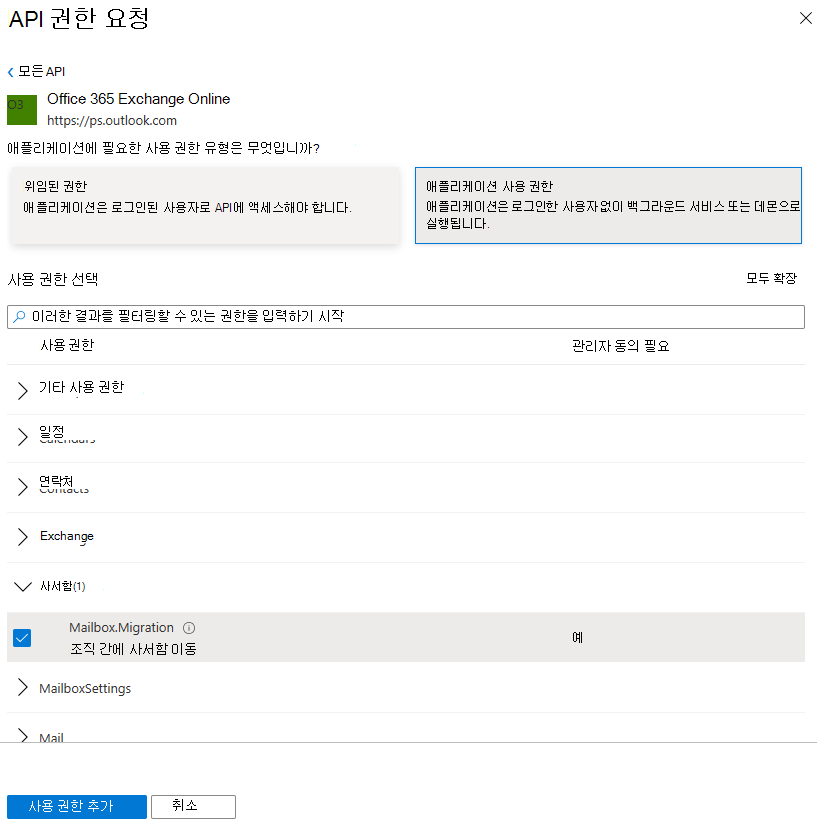 API 권한 요청
모든 API
O3
Office 365 Exchange Online
https://ps.outlook.com
애플리케이션에 필요한 사용 권한 유형은 무엇입니까?
위임된 권한
애플리케이션은 로그인된 사용자로 API에 액세스해야 합니다.
애플리케이션 사용 권한
애플리케이션은 로그인한 사용자 없이 백그라운드 서비스 또는 데몬으로
실행됩니다.
사용 권한 선택
모두 확장
이러한 결과를 필터링할 수 있는 권한을 입력하기 시작
사용 권한
관리자 동의 필요
기타 사용 권한
일정
Calendars
연락처
Contacts
Exchange
사서함(1)
Mailbox.Migration
조직 간에 사서함 이동
예
MailboxSettings
Mail
사용 권한 추가
취소